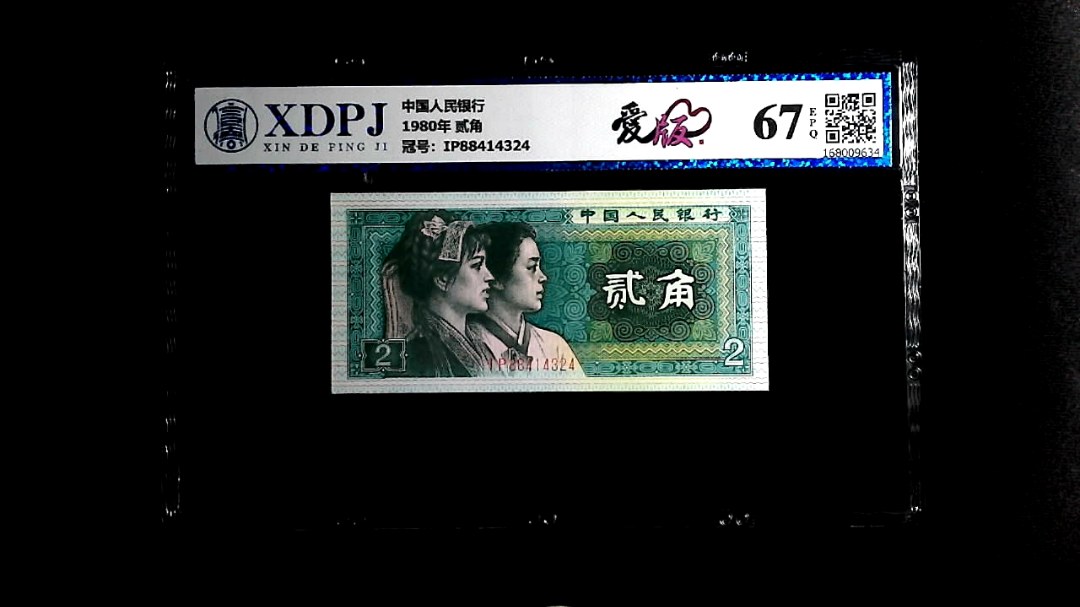 XDPJ
XIN DE PING JI
中国人民银行
1980年 贰角
冠号：IP88414324
爱版
67
EPQ
168009634
中国人民银行
贰角
2
2
IP88414324